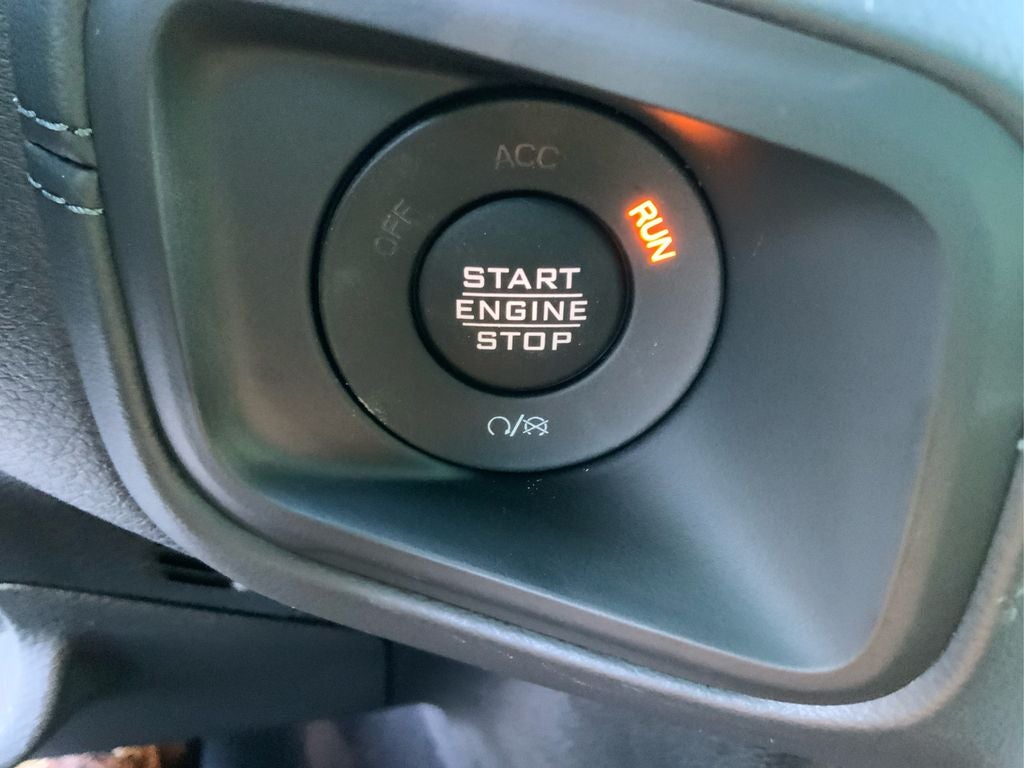 ACC
OFF
RUN
START
ENGINE
STOP